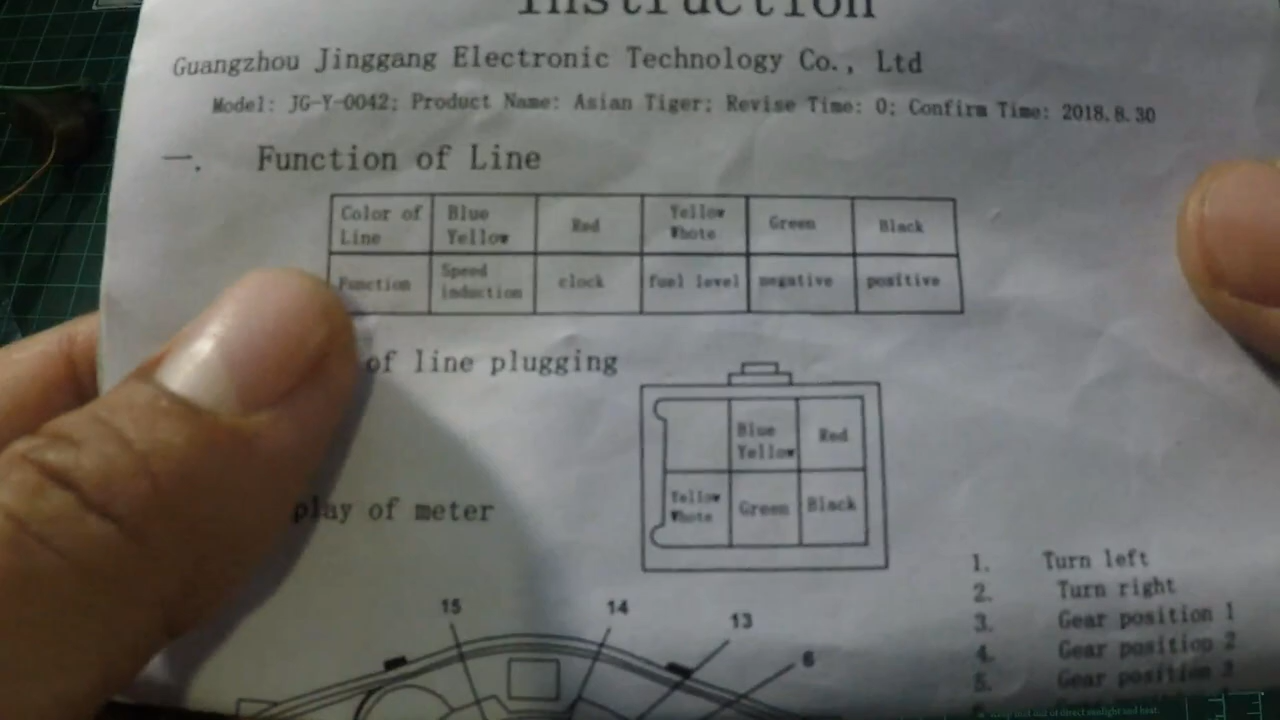 Instruction
Guangzhou Jinggang Electronic Technology Co., Ltd
Model: JG-Y-0042; Product Name: Asian Tiger; Revise Time: 0; Confirm Time: 2018.8.30
一. Function of Line
Color of Line
Blue Yellow
Red
Yellow Whote
Green
Black
Function
Speed induction
clock
fuel level
negative
positive
of line plugging
Blue Yellow
Red
Yellow Whote
Green
Black
play of meter
1. Turn left
2. Turn right
3. Gear position 1
4. Gear position 2
5. Gear position 3
15
14
13
6